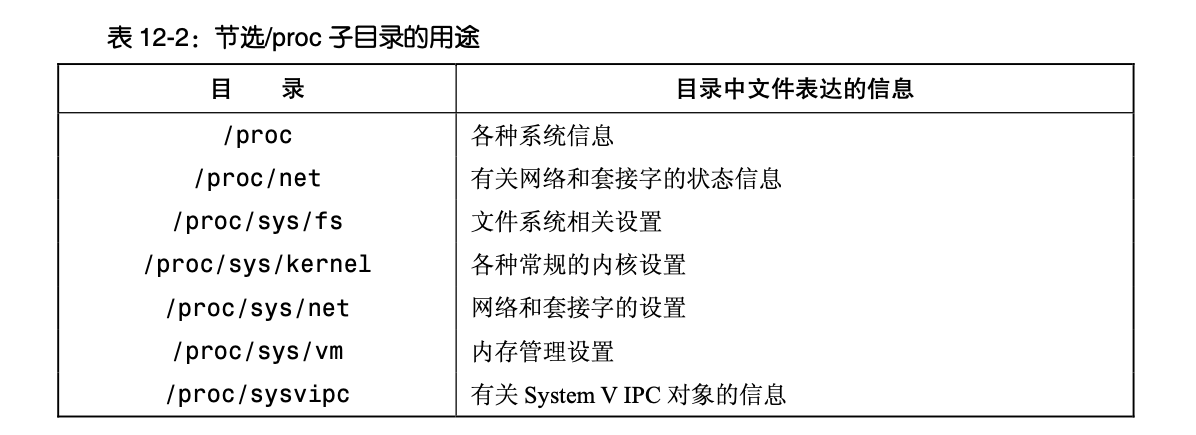 表 12-2：节选/proc 子目录的用途
目 录 目录中文件表达的信息
/proc 各种系统信息
/proc/net 有关网络和套接字的状态信息
/proc/sys/fs 文件系统相关设置
/proc/sys/kernel 各种常规的内核设置
/proc/sys/net 网络和套接字的设置
/proc/sys/vm 内存管理设置
/proc/sysvipc 有关 System V IPC 对象的信息